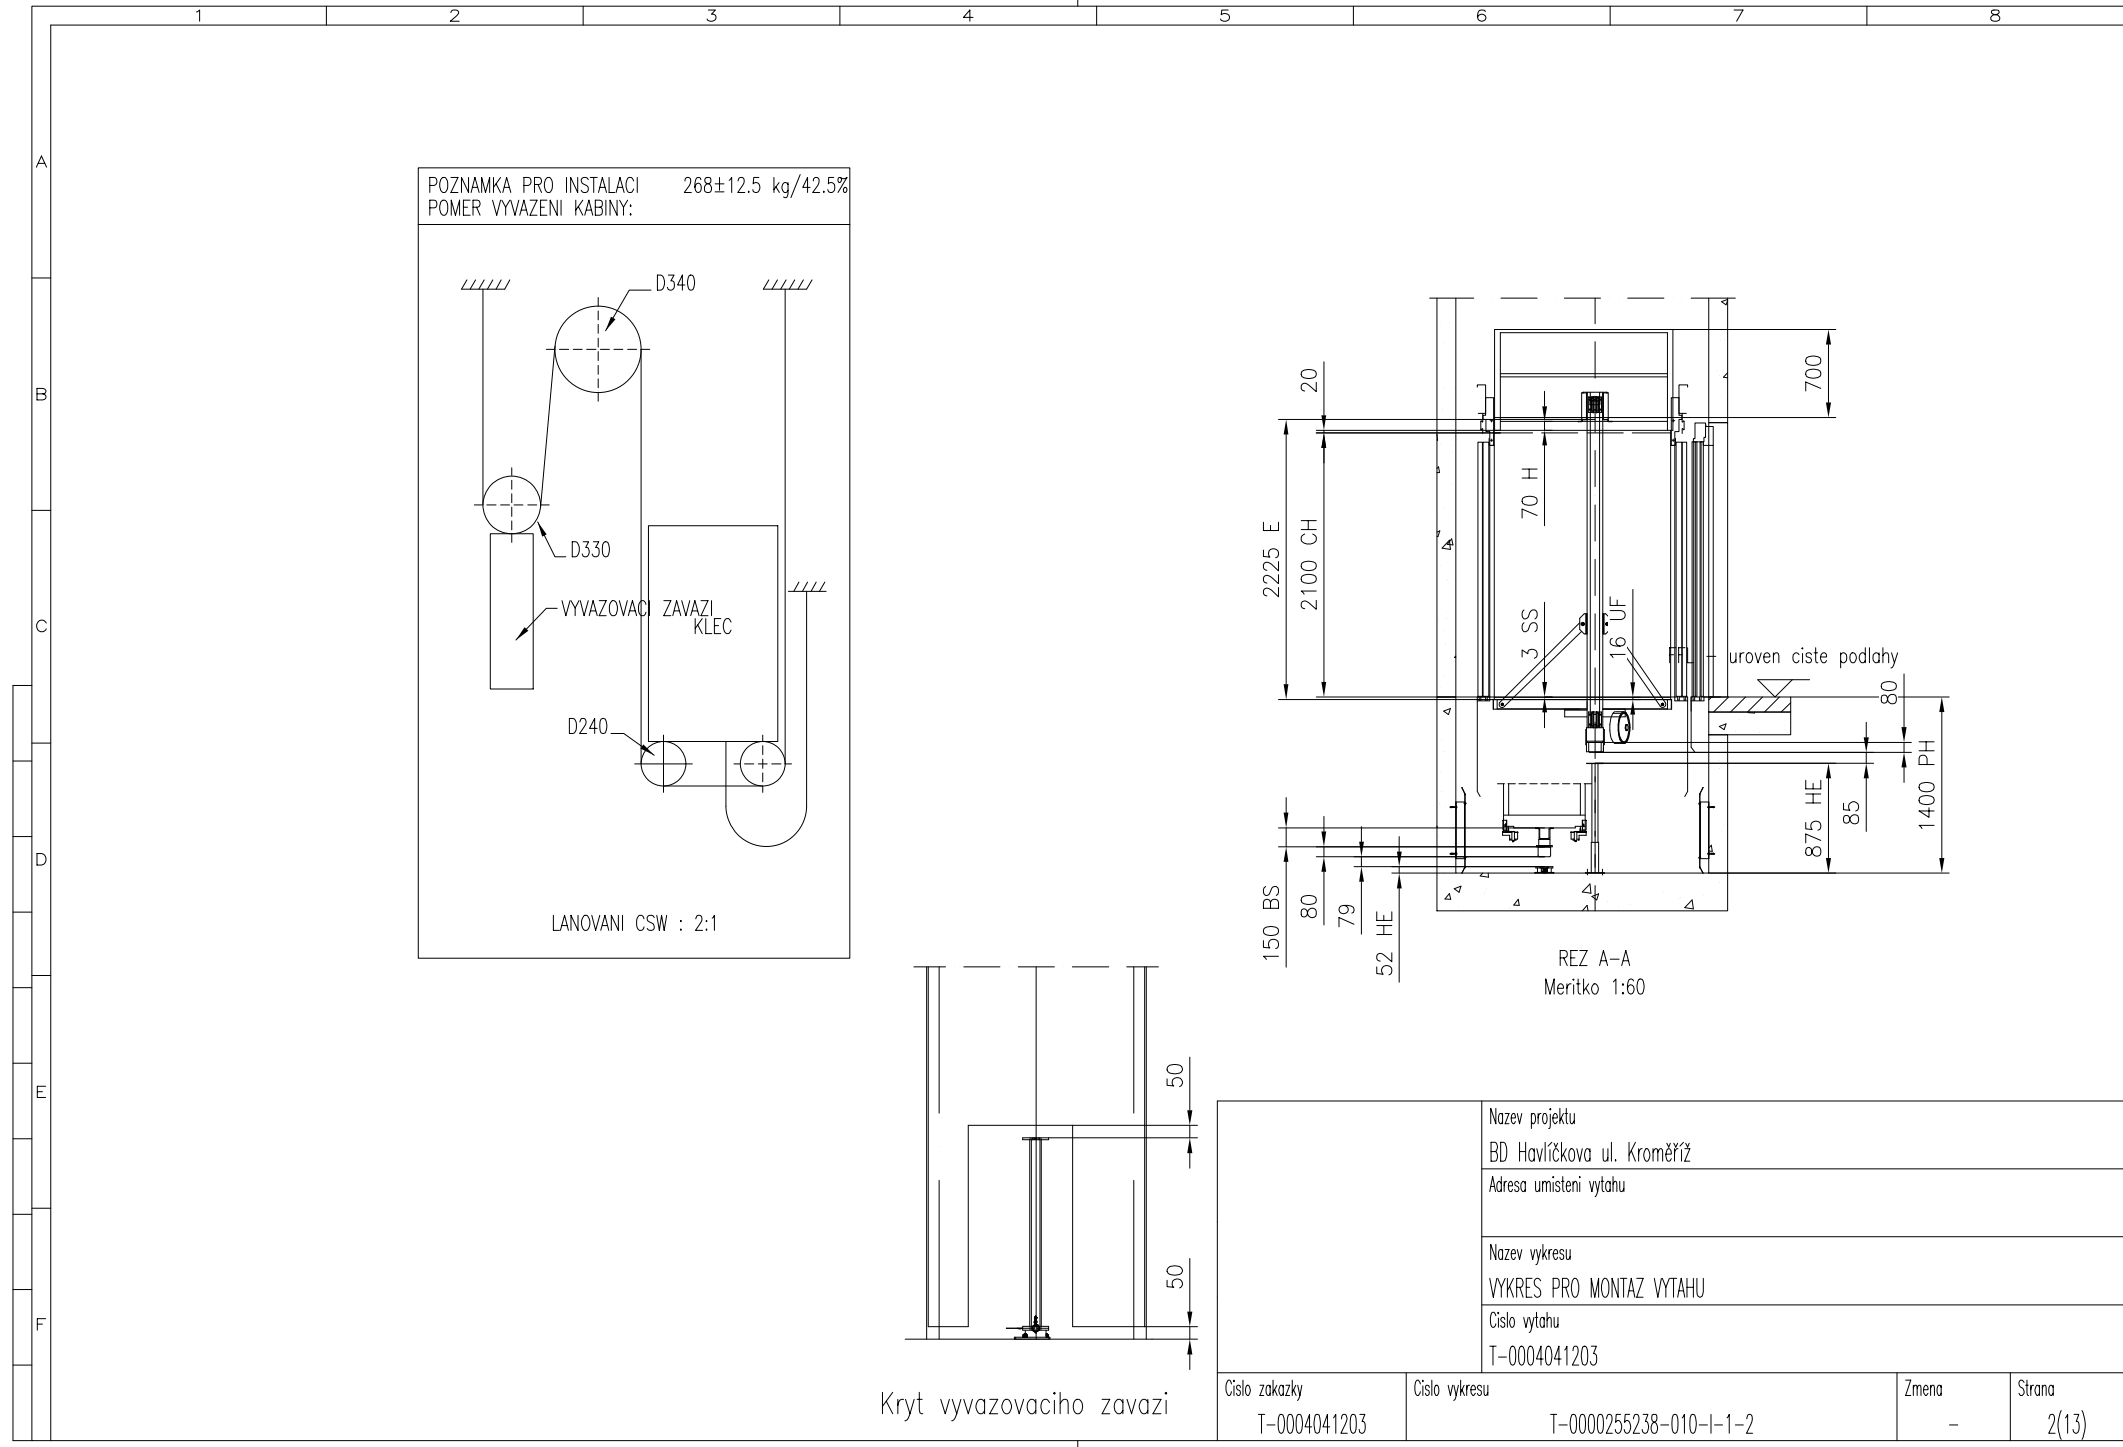 1 2 3 4 5 6 7 8
A
B
C
D
E
F
POZNAMKA PRO INSTALACI 268±12.5 kg/42.5%
POMER VYVAZENI KABINY:
D340
D330
VYVAZOVACI ZAVAZI
KLEC
D240
LANOVANI CSW : 2:1
700
20
70 H
2225 E
2100 CH
3 SS
16 UF
uroven ciste podlahy
80
1400 PH
875 HE
85
150 BS
80
79
52 HE
REZ A-A
Meritko 1:60
50
50
Kryt vyvazovaciho zavazi
Nazev projektu
BD Havlíčkova ul. Kroměříž
Adresa umisteni vytahu
Nazev vykresu
VYKRES PRO MONTAZ VYTAHU
Cislo vytahu
T-0004041203
Cislo zakazky Cislo vykresu Zmena Strana
T-0004041203 T-0000255238-010-I-1-2 - 2(13)